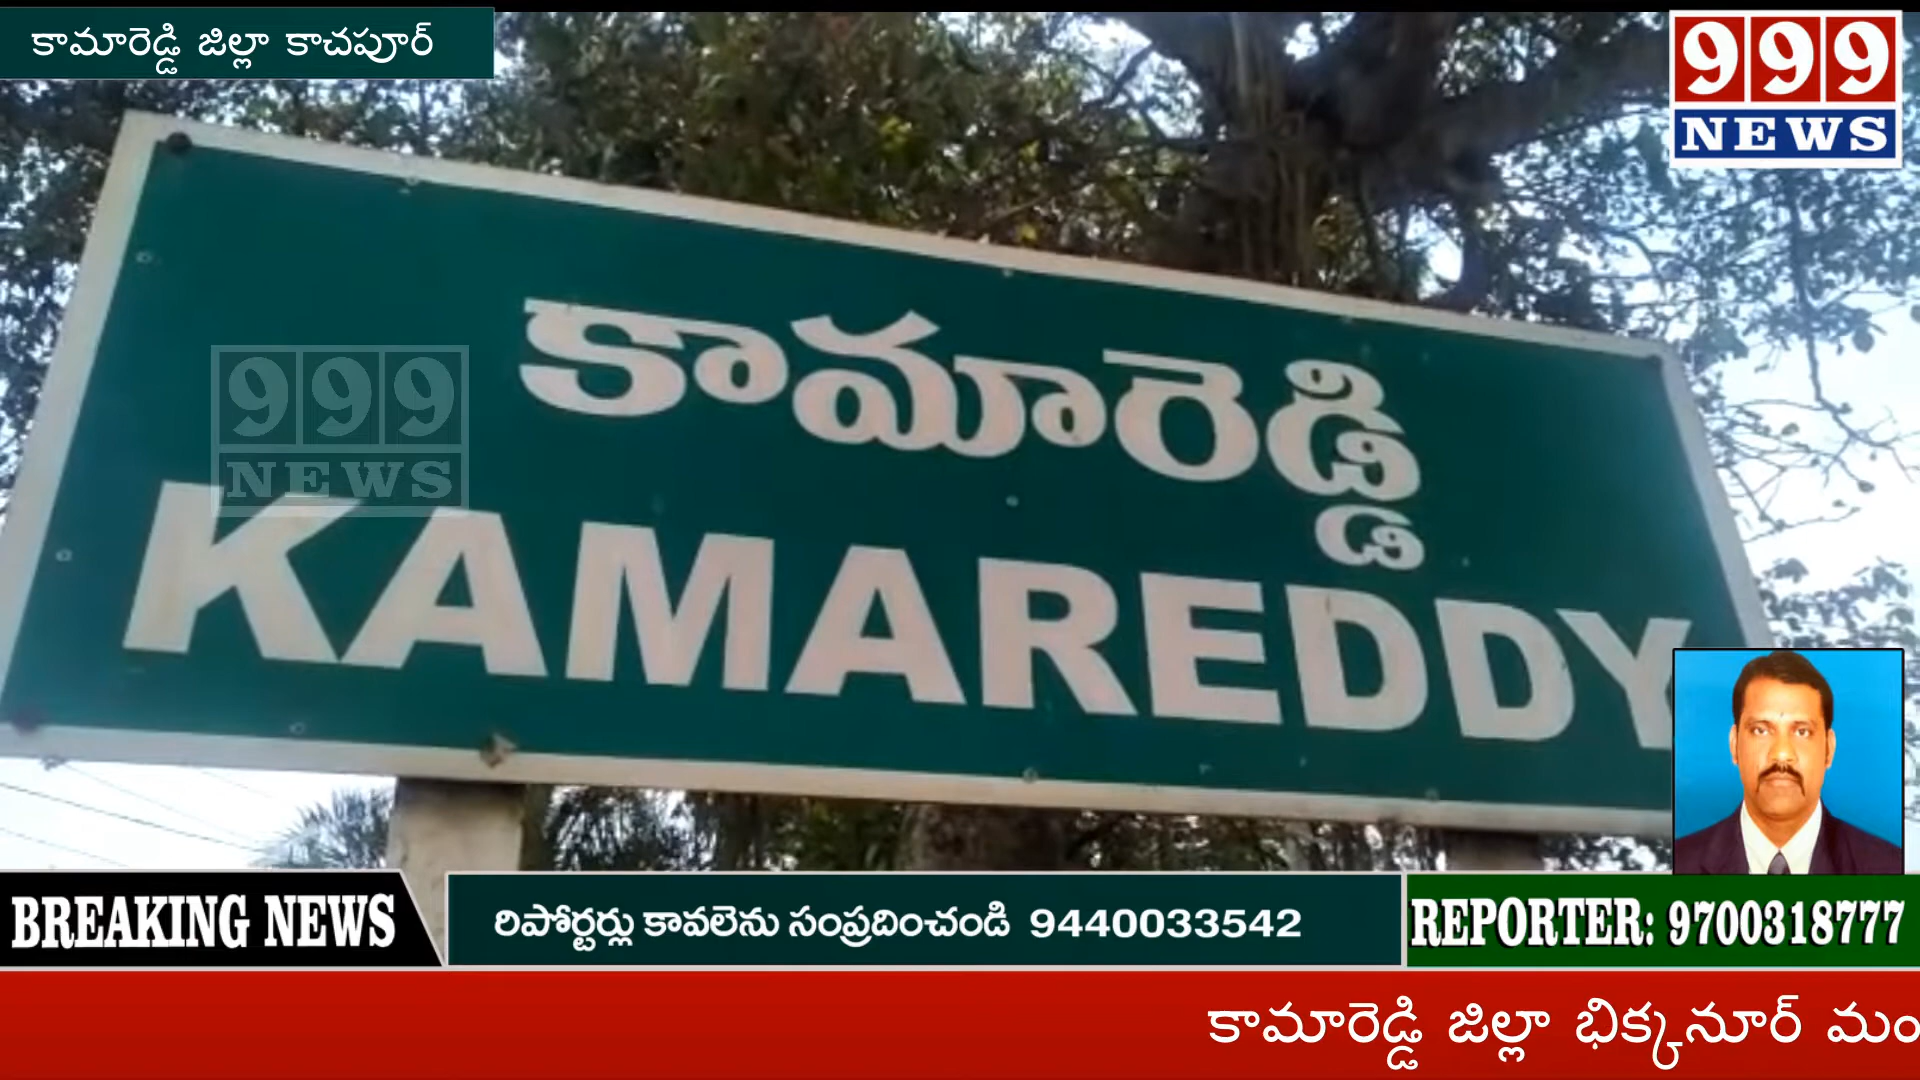 కామారెడ్డి జిల్లా కాచపూర్
999
NEWS
కామారెడ్డి
999
NEWS
KAMAREDDY
BREAKING NEWS
రిపోర్టర్లు కావలెను సంప్రదించండి 9440033542
REPORTER: 9700318777
కామారెడ్డి జిల్లా భిక్కనూర్ మం